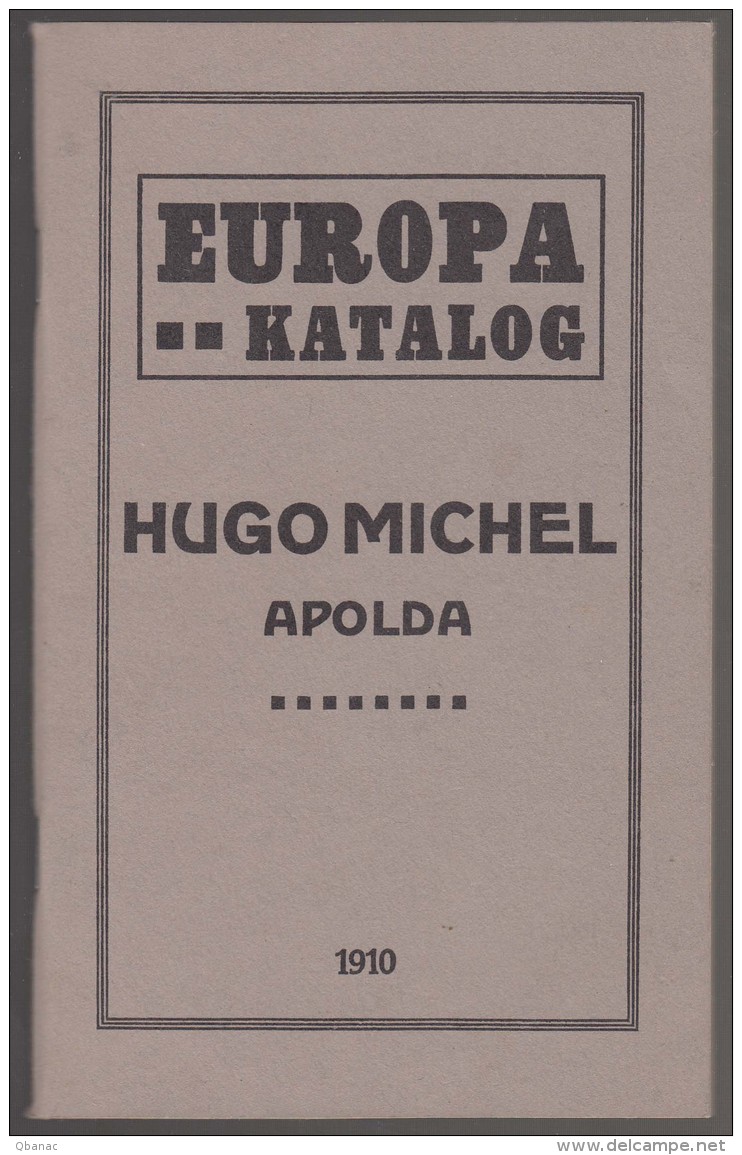 EUROPA
▪▪ KATALOG
HUGO MICHEL
APOLDA
▪▪▪▪▪▪▪▪
1910
Qbanac
www.delcampe.net